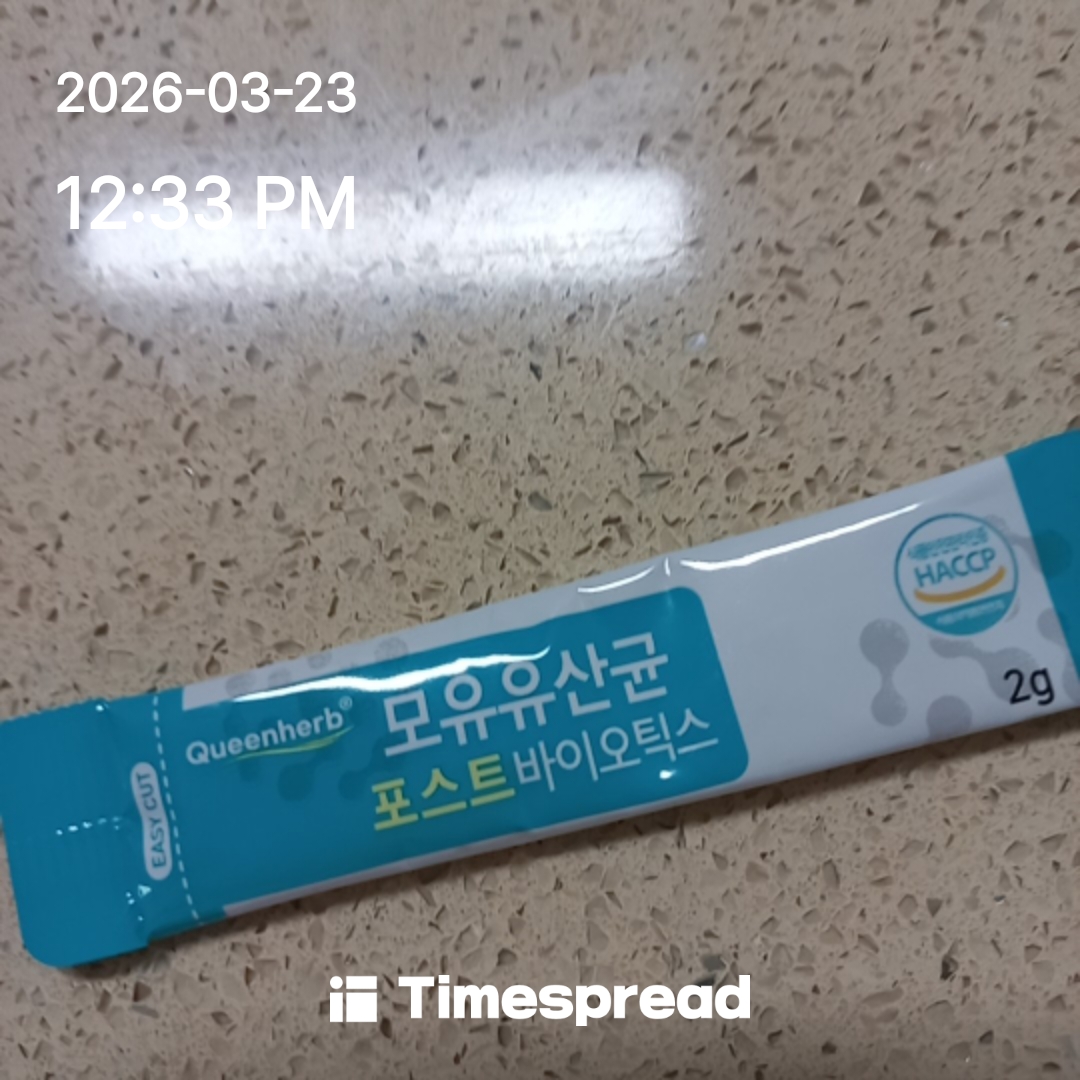 2026-03-23
12:33 PM
HACCP
2g
Queenherb®
모유유산균
포스트바이오틱스
EASY CUT
Timespread